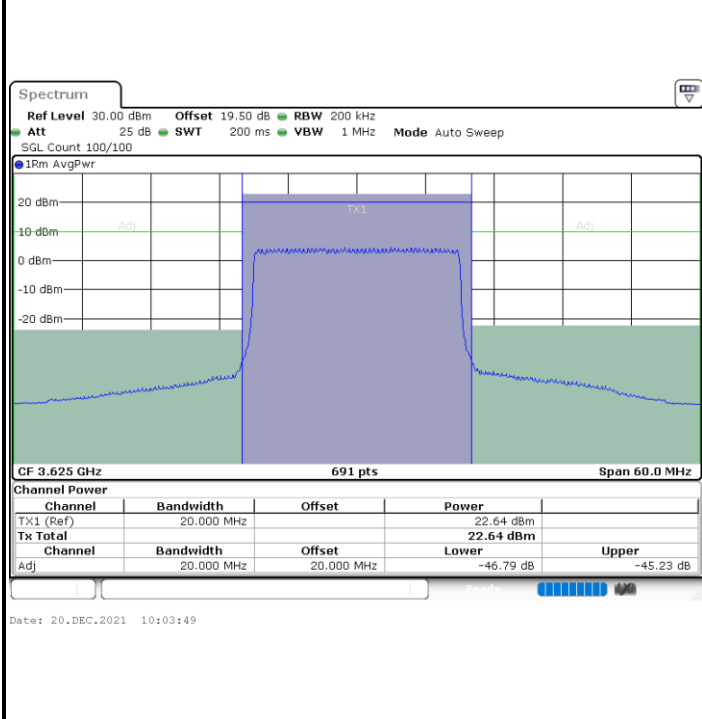 Spectrum
Ref Level 30.00 dBm Offset 19.50 dB RBW 200 kHz
Att 25 dB SWT 200 ms VBW 1 MHz Mode Auto Sweep
SGL Count 100/100
1Rm AvgPwr
20 dBm
TX1
Adj
Adj
10 dBm
0 dBm
-10 dBm
-20 dBm
CF 3.625 GHz 691 pts Span 60.0 MHz
Channel Power
Channel Bandwidth Offset Power
TX1 (Ref) 20.000 MHz 22.64 dBm
Tx Total 22.64 dBm
Channel Bandwidth Offset Lower Upper
Adj 20.000 MHz 20.000 MHz -46.79 dB -45.23 dB
Ready
Date: 20.DEC.2021 10:03:49